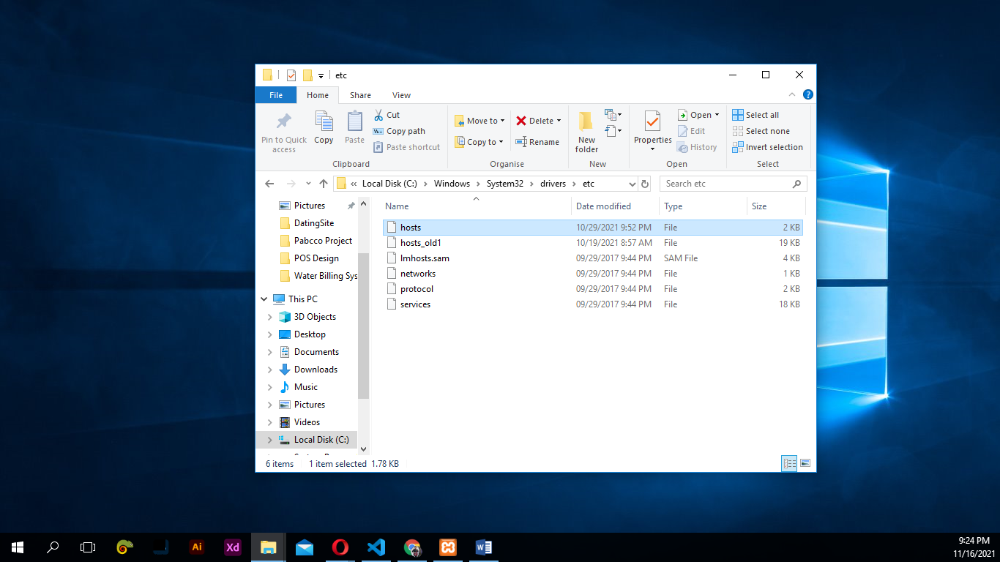 etc
File Home Share View
Pin to Quick access
Copy
Paste
Cut
Copy path
Paste shortcut
Clipboard
Move to
Copy to
Delete
Rename
Organise
New folder
New
Properties
Open
Edit
History
Open
Select all
Select none
Invert selection
Select
« Local Disk (C:) > Windows > System32 > drivers > etc
Search etc
Pictures
DatingSite
Pabcco Project
POS Design
Water Billing Sys
This PC
3D Objects
Desktop
Documents
Downloads
Music
Pictures
Videos
Local Disk (C:)
Name Date modified Type Size
hosts 10/29/2021 9:52 PM File 2 KB
hosts_old1 10/19/2021 8:57 AM File 19 KB
lmhosts.sam 09/29/2017 9:44 PM SAM File 4 KB
networks 09/29/2017 9:44 PM File 1 KB
protocol 09/29/2017 9:44 PM File 2 KB
services 09/29/2017 9:44 PM File 18 KB
6 items 1 item selected 1.78 KB
Ai
Xd
9:24 PM
11/16/2021